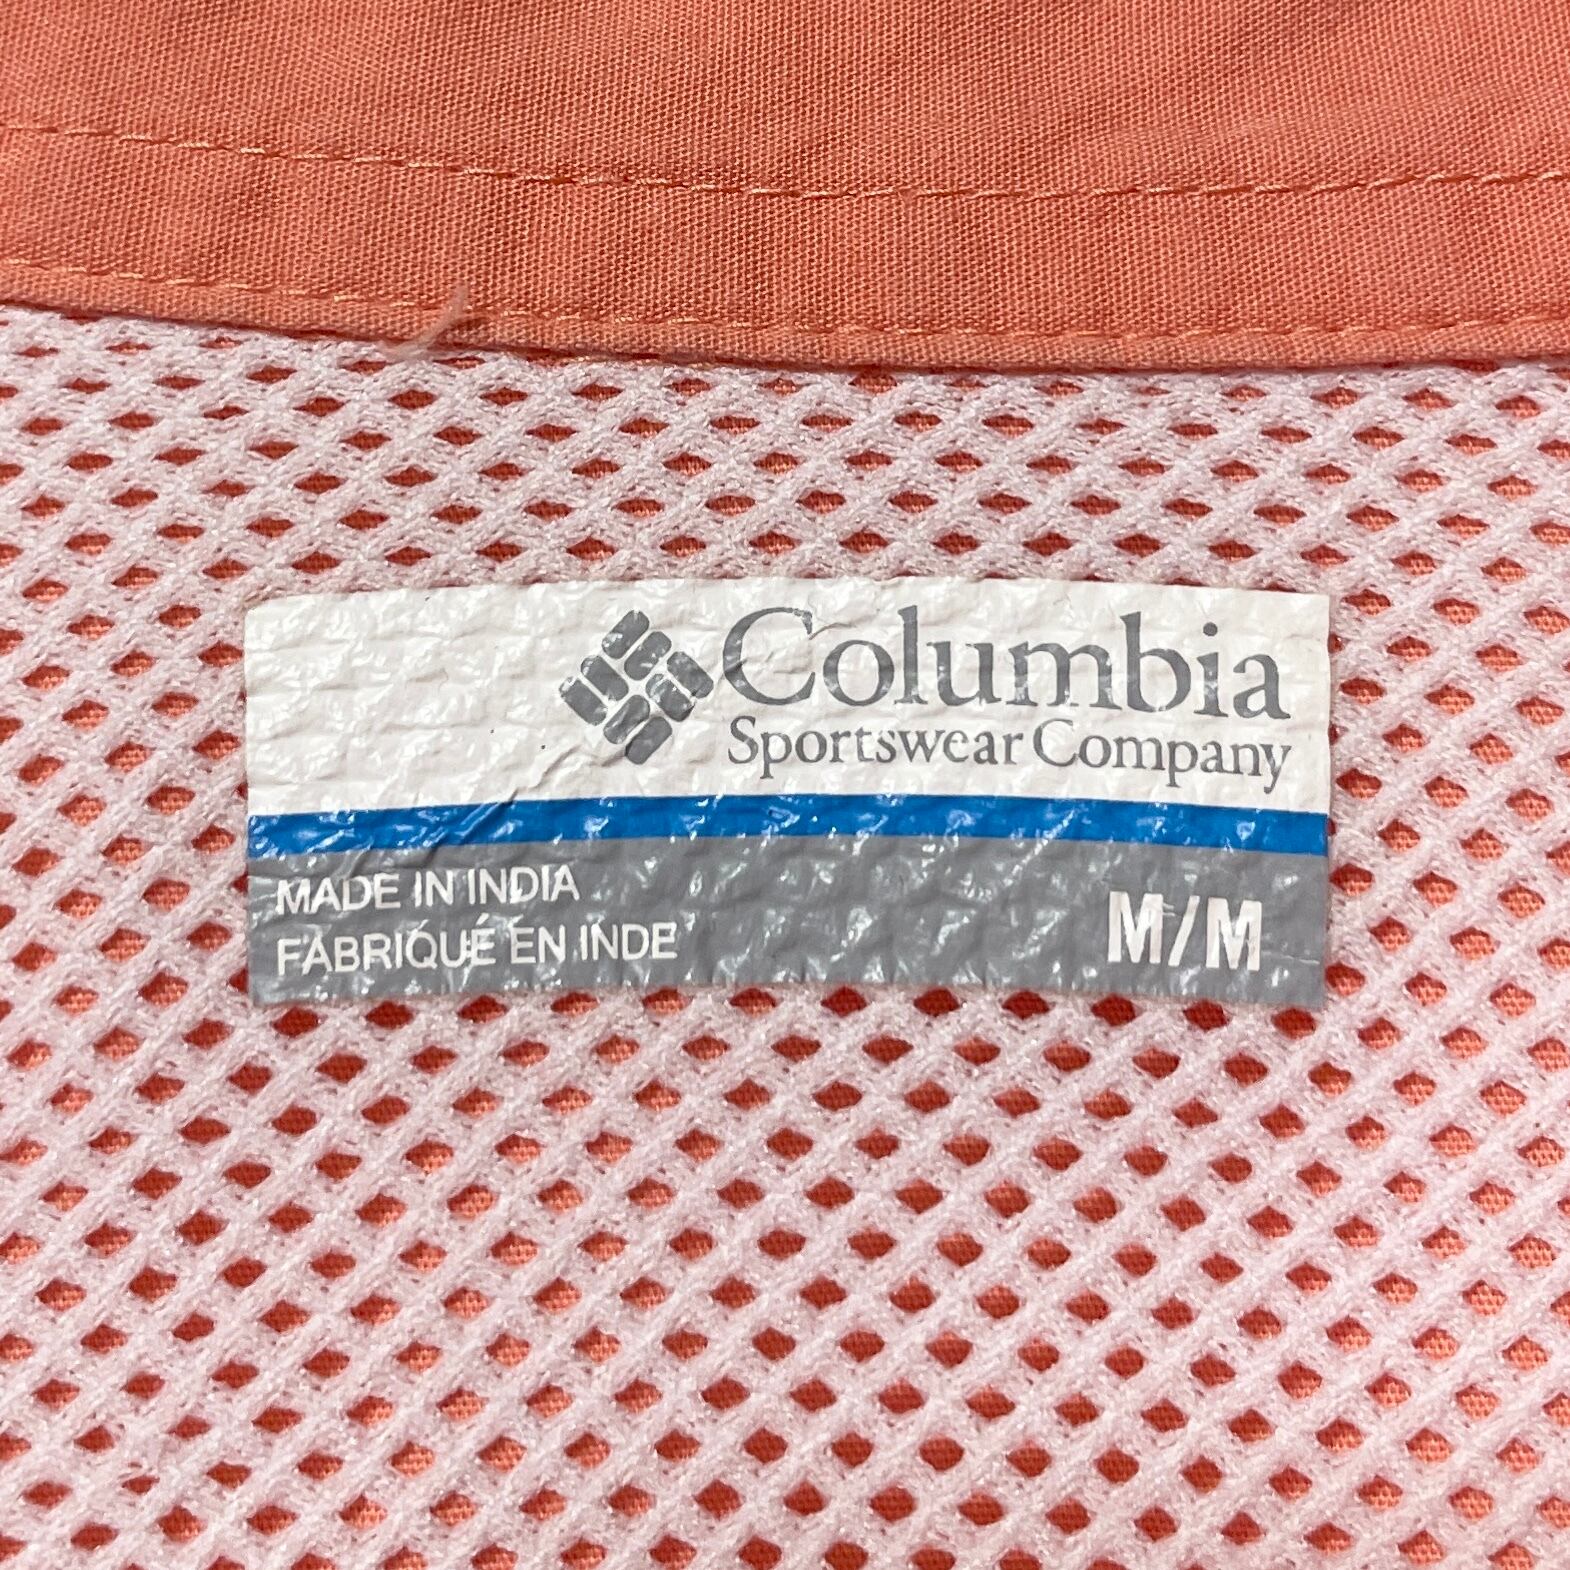 Columbia
Sportswear Company
MADE IN INDIA
FABRIQUÉ EN INDE
M/M